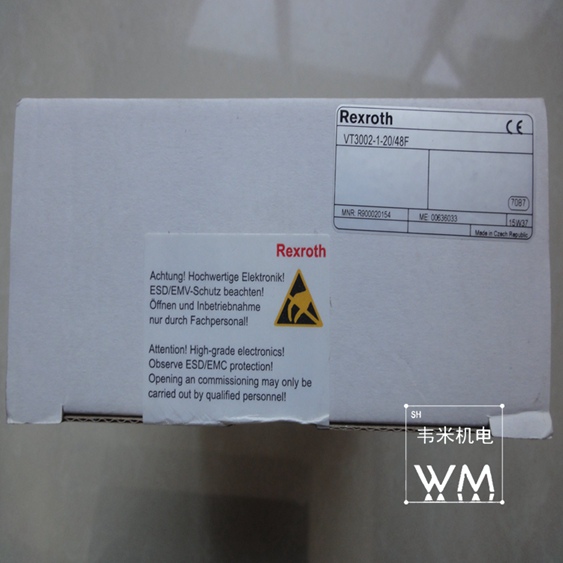 Rexroth
CE
VT3002-1-20/48F
7087
MNR: R900020154
ME: 00636033
15W37
Made in Czech Republic
Rexroth
Achtung! Hochwertige Elektronik!
ESD/EMV-Schutz beachten!
Öffnen und Inbetriebnahme
nur durch Fachpersonal!
Attention! High-grade electronics!
Observe ESD/EMC protection!
Opening an commissioning may only be
carried out by qualified personnel!
SH
韦米机电
WM